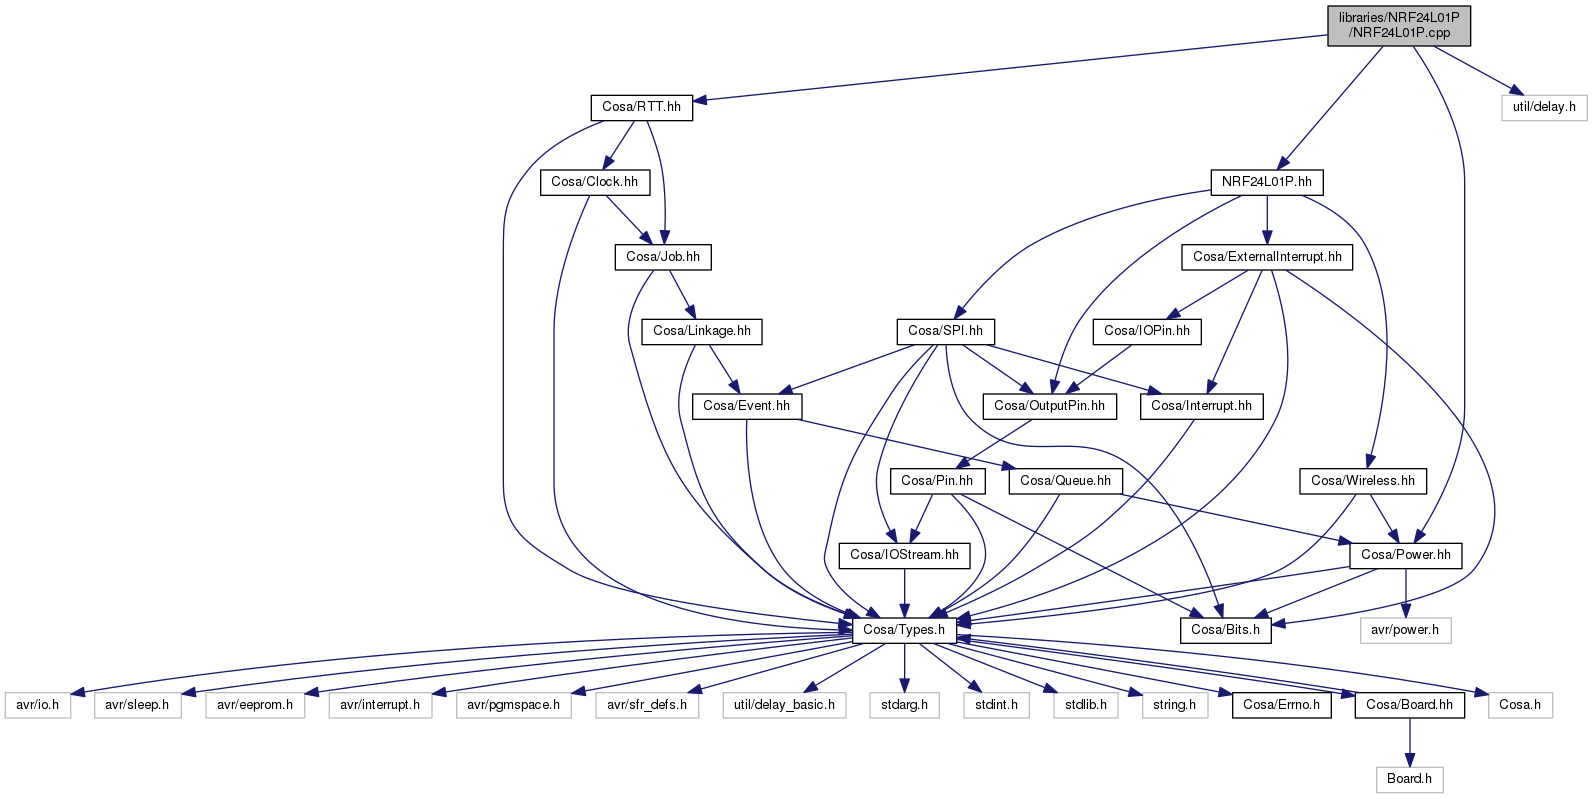 libraries/NRF24L01P
/NRF24L01P.cpp
Cosa/RTT.hh
util/delay.h
Cosa/Clock.hh
NRF24L01P.hh
Cosa/Job.hh
Cosa/ExternalInterrupt.hh
Cosa/Linkage.hh
Cosa/SPI.hh
Cosa/IOPin.hh
Cosa/Event.hh
Cosa/OutputPin.hh
Cosa/Interrupt.hh
Cosa/Pin.hh
Cosa/Queue.hh
Cosa/Wireless.hh
Cosa/IOStream.hh
Cosa/Power.hh
Cosa/Types.h
Cosa/Bits.h
avr/power.h
avr/io.h
avr/sleep.h
avr/eeprom.h
avr/interrupt.h
avr/pgmspace.h
avr/sfr_defs.h
util/delay_basic.h
stdarg.h
stdint.h
stdlib.h
string.h
Cosa/Errno.h
Cosa/Board.hh
Cosa.h
Board.h